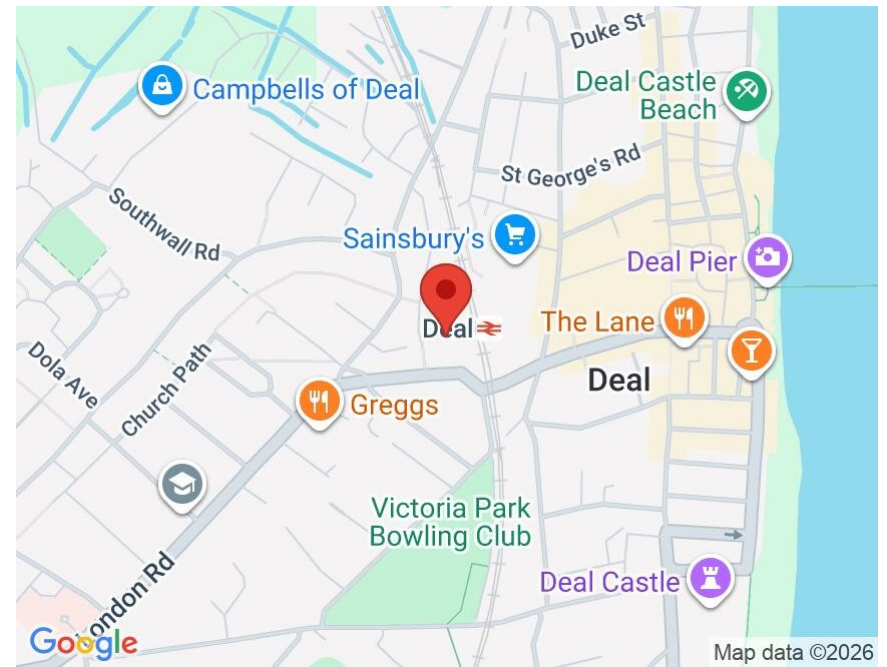 Duke St
Campbells of Deal
Deal Castle
Beach
St George's Rd
Southwall Rd
Sainsbury's
Deal Pier
Deal
The Lane
Dola Ave
Church Path
Deal
Greggs
Victoria Park
Bowling Club
Deal Castle
London Rd
Google
Map data ©2026